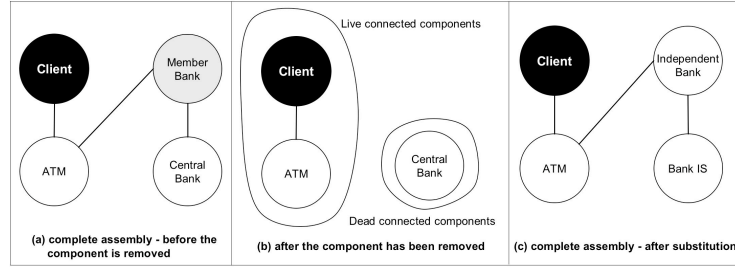 Client
Member
Bank
ATM
Central
Bank
(a) complete assembly - before the
component is removed
Live connected components
Client
ATM
Central
Bank
Dead connected components
(b) after the component has been removed
Client
Independent
Bank
ATM
Bank IS
(c) complete assembly - after substitution